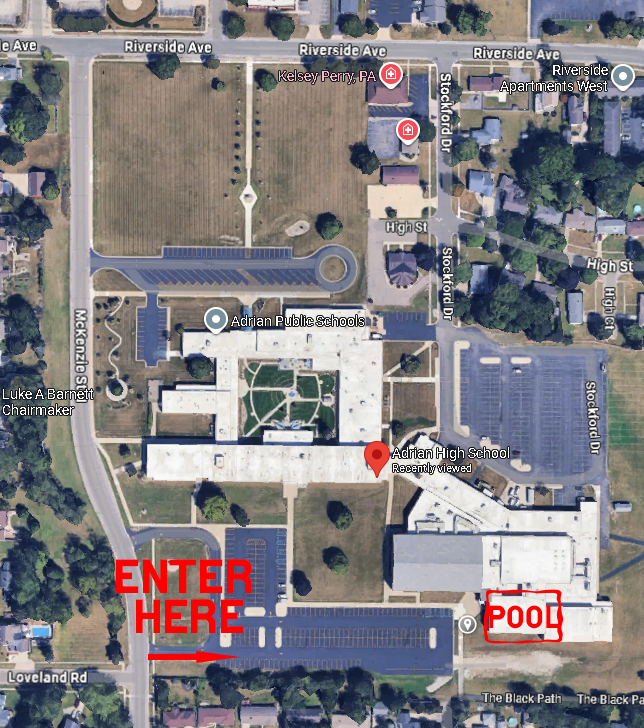 le Ave
Riverside Ave
Riverside Ave
Riverside Ave
Kelsey Perry, PA
Riverside
Apartments West
Stockford Dr
High St
High St
Stockford Dr
High Ct
Adrian Public Schools
McKenzie St
Luke A Barnett
Chairmaker
Stockford Dr
Adrian High School
Recently viewed
ENTER
HERE
POOL
Loveland Rd
The Black Path
The Black Pa